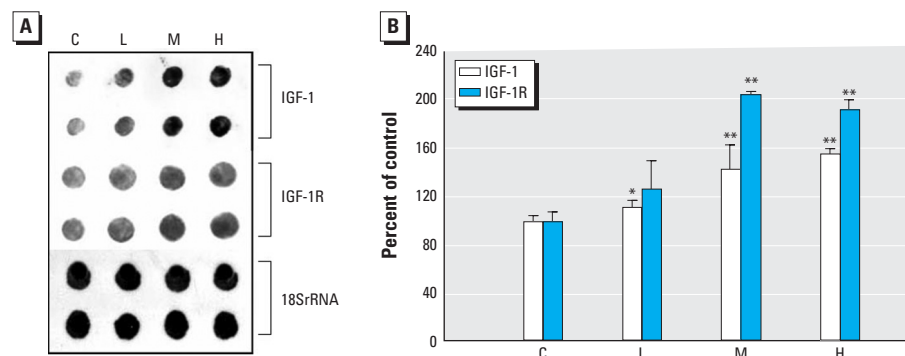 A
C L M H
IGF-1
IGF-1R
18SrRNA
B
Percent of control
240
200
160
120
80
40
0
IGF-1
IGF-1R
*
**
**
**
**
C L M H